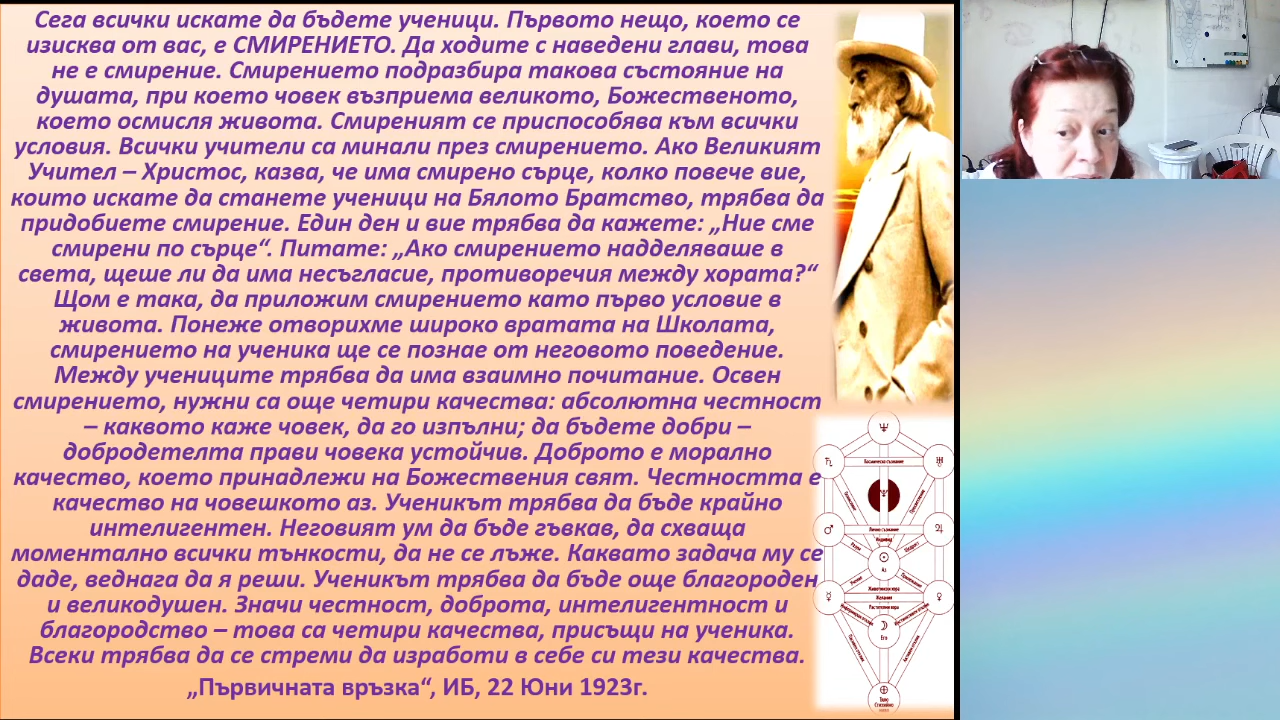 Сега всички искате да бъдете ученици. Първото нещо, което се
изисква от вас, е СМИРЕНИЕТО. Да ходите с наведени глави, това
не е смирение. Смирението подразбира такова състояние на
душата, при което човек възприема великото, Божественото,
което осмисля живота. Смиреният се приспособява към всички
условия. Всички учители са минали през смирението. Ако Великият
Учител – Христос, казва, че има смирено сърце, колко повече вие,
които искате да станете ученици на Бялото Братство, трябва да
придобиете смирение. Един ден и вие трябва да кажете: „Ние сме
смирени по сърце“. Питате: „Ако смирението надделяваше в
света, щеше ли да има несъгласие, противоречия между хората?“
Щом е така, да приложим смирението като първо условие в
живота. Понеже отворихме широко вратата на Школата,
смирението на ученика ще се познае от неговото поведение.
Между учениците трябва да има взаимно почитание. Освен
смирението, нужни са още четири качества: абсолютна честност
– каквото каже човек, да го изпълни; да бъдете добри –
добродетелта прави човека устойчив. Доброто е морално
качество, което принадлежи на Божествения свят. Честността е
качество на човешкото аз. Ученикът трябва да бъде крайно
интелигентен. Неговият ум да бъде гъвкав, да схваща
моментално всички тънкости, да не се лъже. Каквато задача му се
даде, веднага да я реши. Ученикът трябва да бъде още благороден
и великодушен. Значи честност, доброта, интелигентност и
благородство – това са четири качества, присъщи на ученика.
Всеки трябва да се стреми да изработи в себе си тези качества.
„Първичната връзка“, ИБ, 22 Юни 1923г.
Космическо съзнание
Лично съзнание
Аз
Желания
Его
Тяло